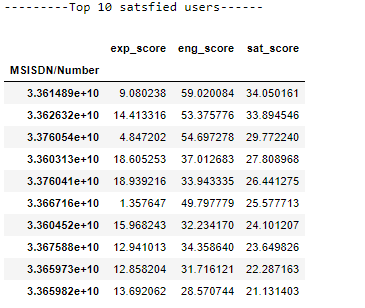 ---------Top 10 satsfied users------
exp_score eng_score sat_score
MSISDN/Number
3.361489e+10 9.080238 59.020084 34.050161
3.362632e+10 14.413316 53.375776 33.894546
3.376054e+10 4.847202 54.697278 29.772240
3.360313e+10 18.605253 37.012683 27.808968
3.376041e+10 18.939216 33.943335 26.441275
3.366716e+10 1.357647 49.797779 25.577713
3.360452e+10 15.968243 32.234170 24.101207
3.367588e+10 12.941013 34.358640 23.649826
3.365973e+10 12.858204 31.716121 22.287163
3.365982e+10 13.692062 28.570744 21.131403